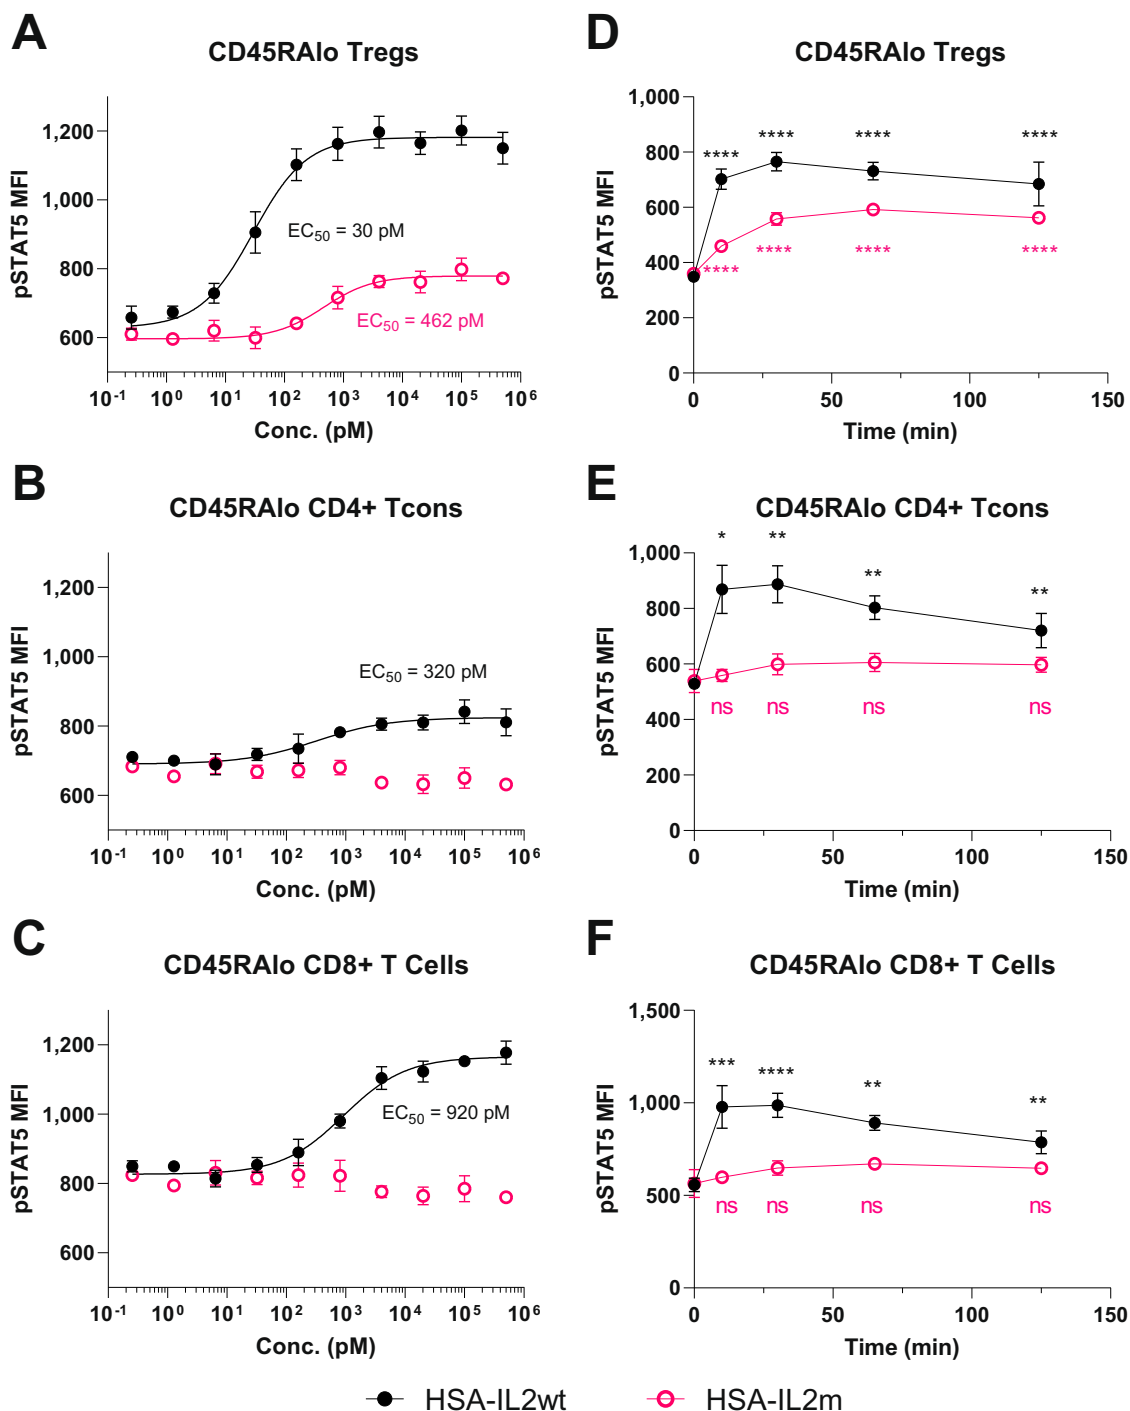 A
CD45RAlo Tregs
pSTAT5 MFI
1,200
1,000
800
600
EC50 = 30 pM
EC50 = 462 pM
10-1 100 101 102 103 104 105 106
Conc. (pM)
D
CD45RAlo Tregs
pSTAT5 MFI
1,000
800
600
400
200
0
**** **** **** ****
**** **** **** ****
0 50 100 150
Time (min)
B
CD45RAlo CD4+ Tcons
pSTAT5 MFI
1,200
1,000
800
600
EC50 = 320 pM
10-1 100 101 102 103 104 105 106
Conc. (pM)
E
CD45RAlo CD4+ Tcons
pSTAT5 MFI
1,000
800
600
400
200
0
* ** ** **
ns ns ns ns
0 50 100 150
Time (min)
C
CD45RAlo CD8+ T Cells
pSTAT5 MFI
1,200
1,000
800
600
EC50 = 920 pM
10-1 100 101 102 103 104 105 106
Conc. (pM)
F
CD45RAlo CD8+ T Cells
pSTAT5 MFI
1,500
1,000
500
0
*** **** ** **
ns ns ns ns
0 50 100 150
Time (min)
HSA-IL2wt HSA-IL2m